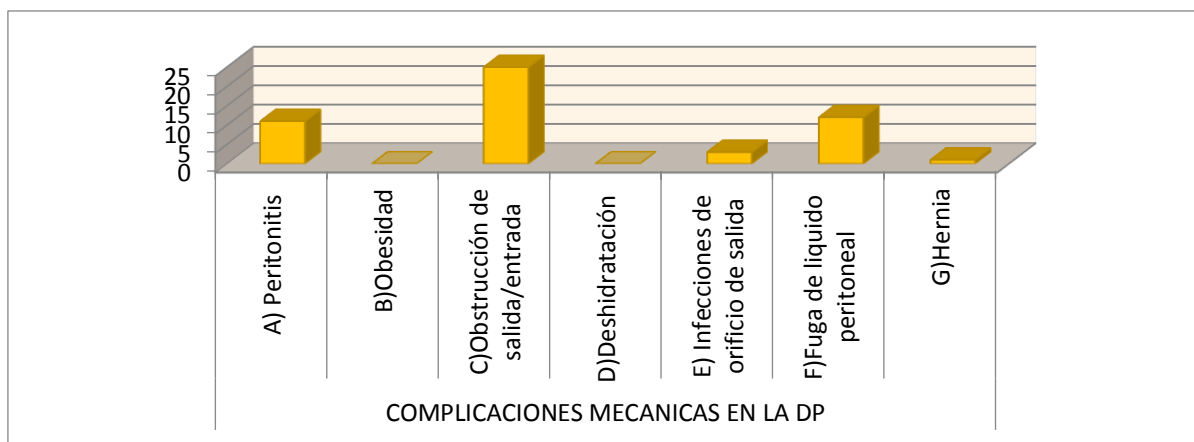 25
20
15
10
5
0
A) Peritonitis
B)Obesidad
C)Obstrucción de
salida/entrada
D)Deshidratación
E) Infecciones de
orificio de salida
F)Fuga de liquido
peritoneal
G)Hernia
COMPLICACIONES MECANICAS EN LA DP